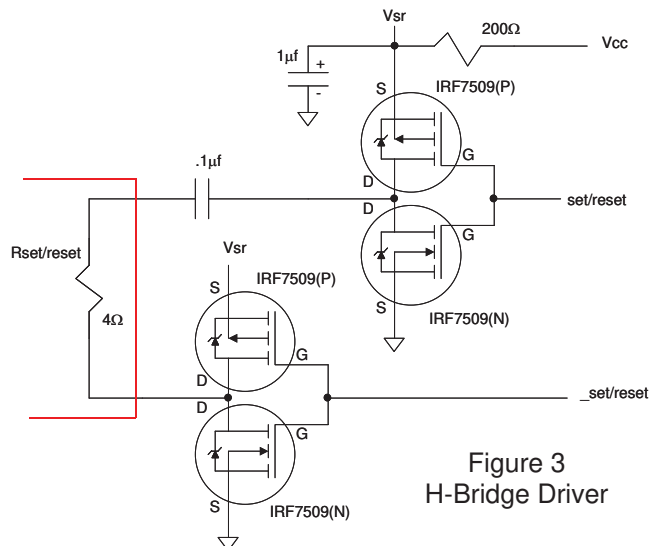 Vsr
200Ω
Vcc
1µf
+
-
S
IRF7509(P)
G
D
.1µf
set/reset
D
G
S
IRF7509(N)
Rset/reset
4Ω
Vsr
S
IRF7509(P)
G
D
_set/reset
D
G
S
IRF7509(N)
Figure 3
H-Bridge Driver